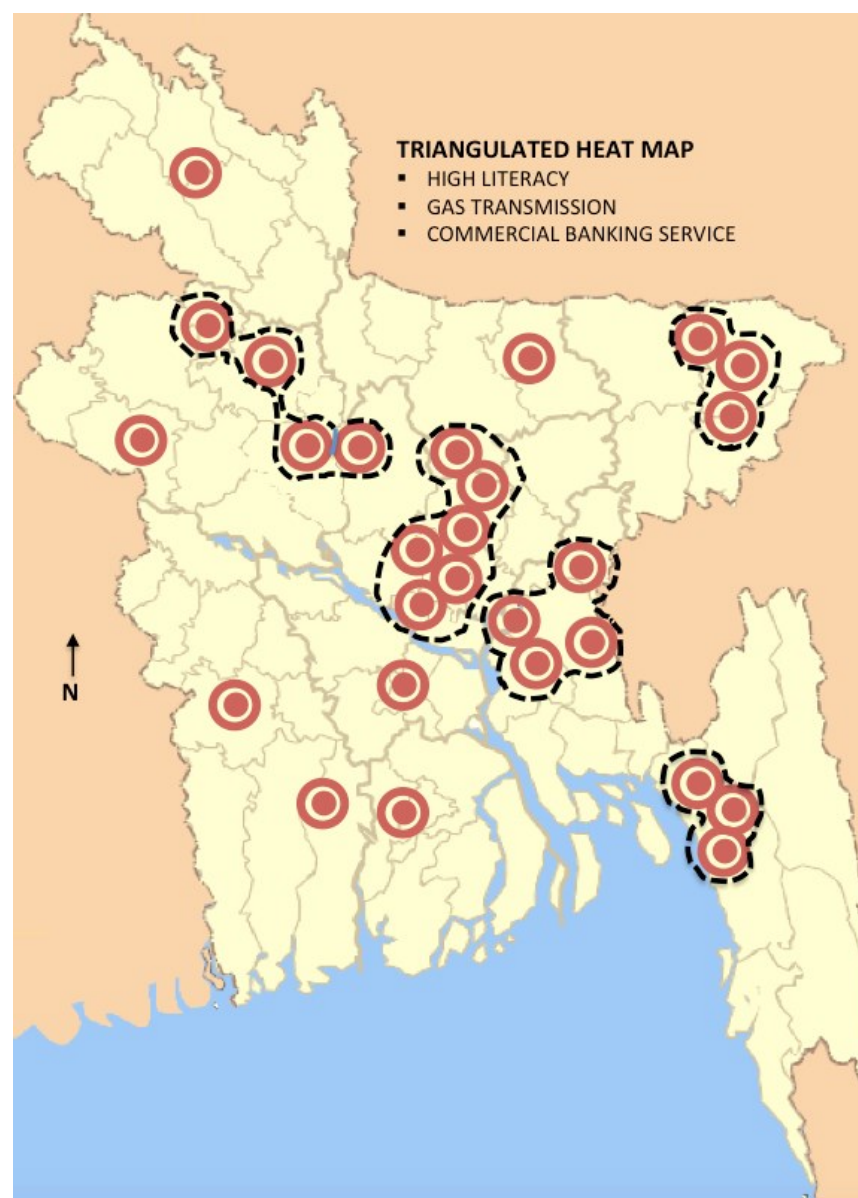 TRIANGULATED HEAT MAP
▪ HIGH LITERACY
▪ GAS TRANSMISSION
▪ COMMERCIAL BANKING SERVICE
N